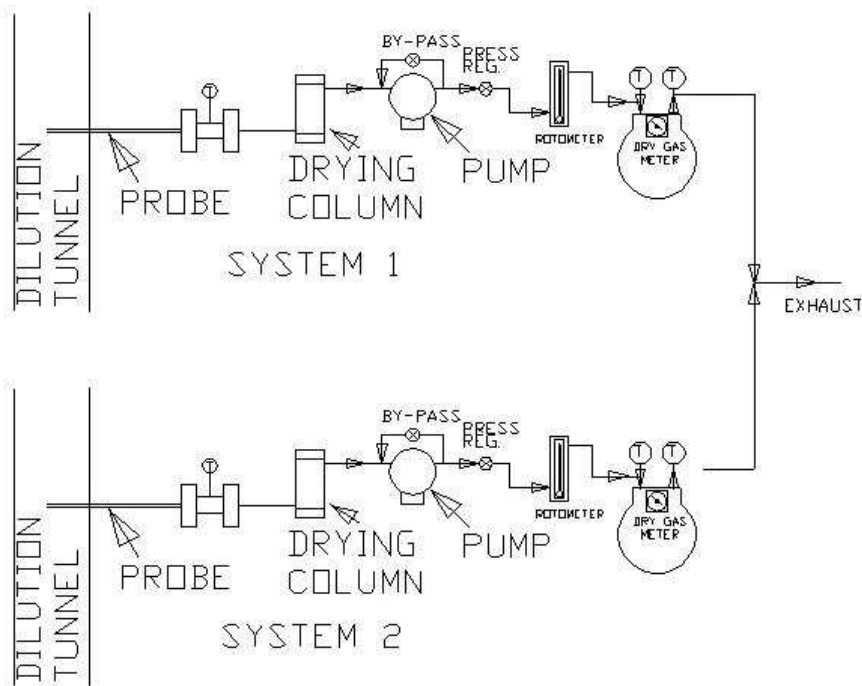 BY-PASS
PRESS
REG.
T
T
T
ROTOMETER
DRY GAS
METER
DILUTION
TUNNEL
PROBE
DRYING
COLUMN
PUMP
SYSTEM 1
EXHAUST
BY-PASS
PRESS
REG.
T
T
T
ROTOMETER
DRY GAS
METER
DILUTION
TUNNEL
PROBE
DRYING
COLUMN
PUMP
SYSTEM 2